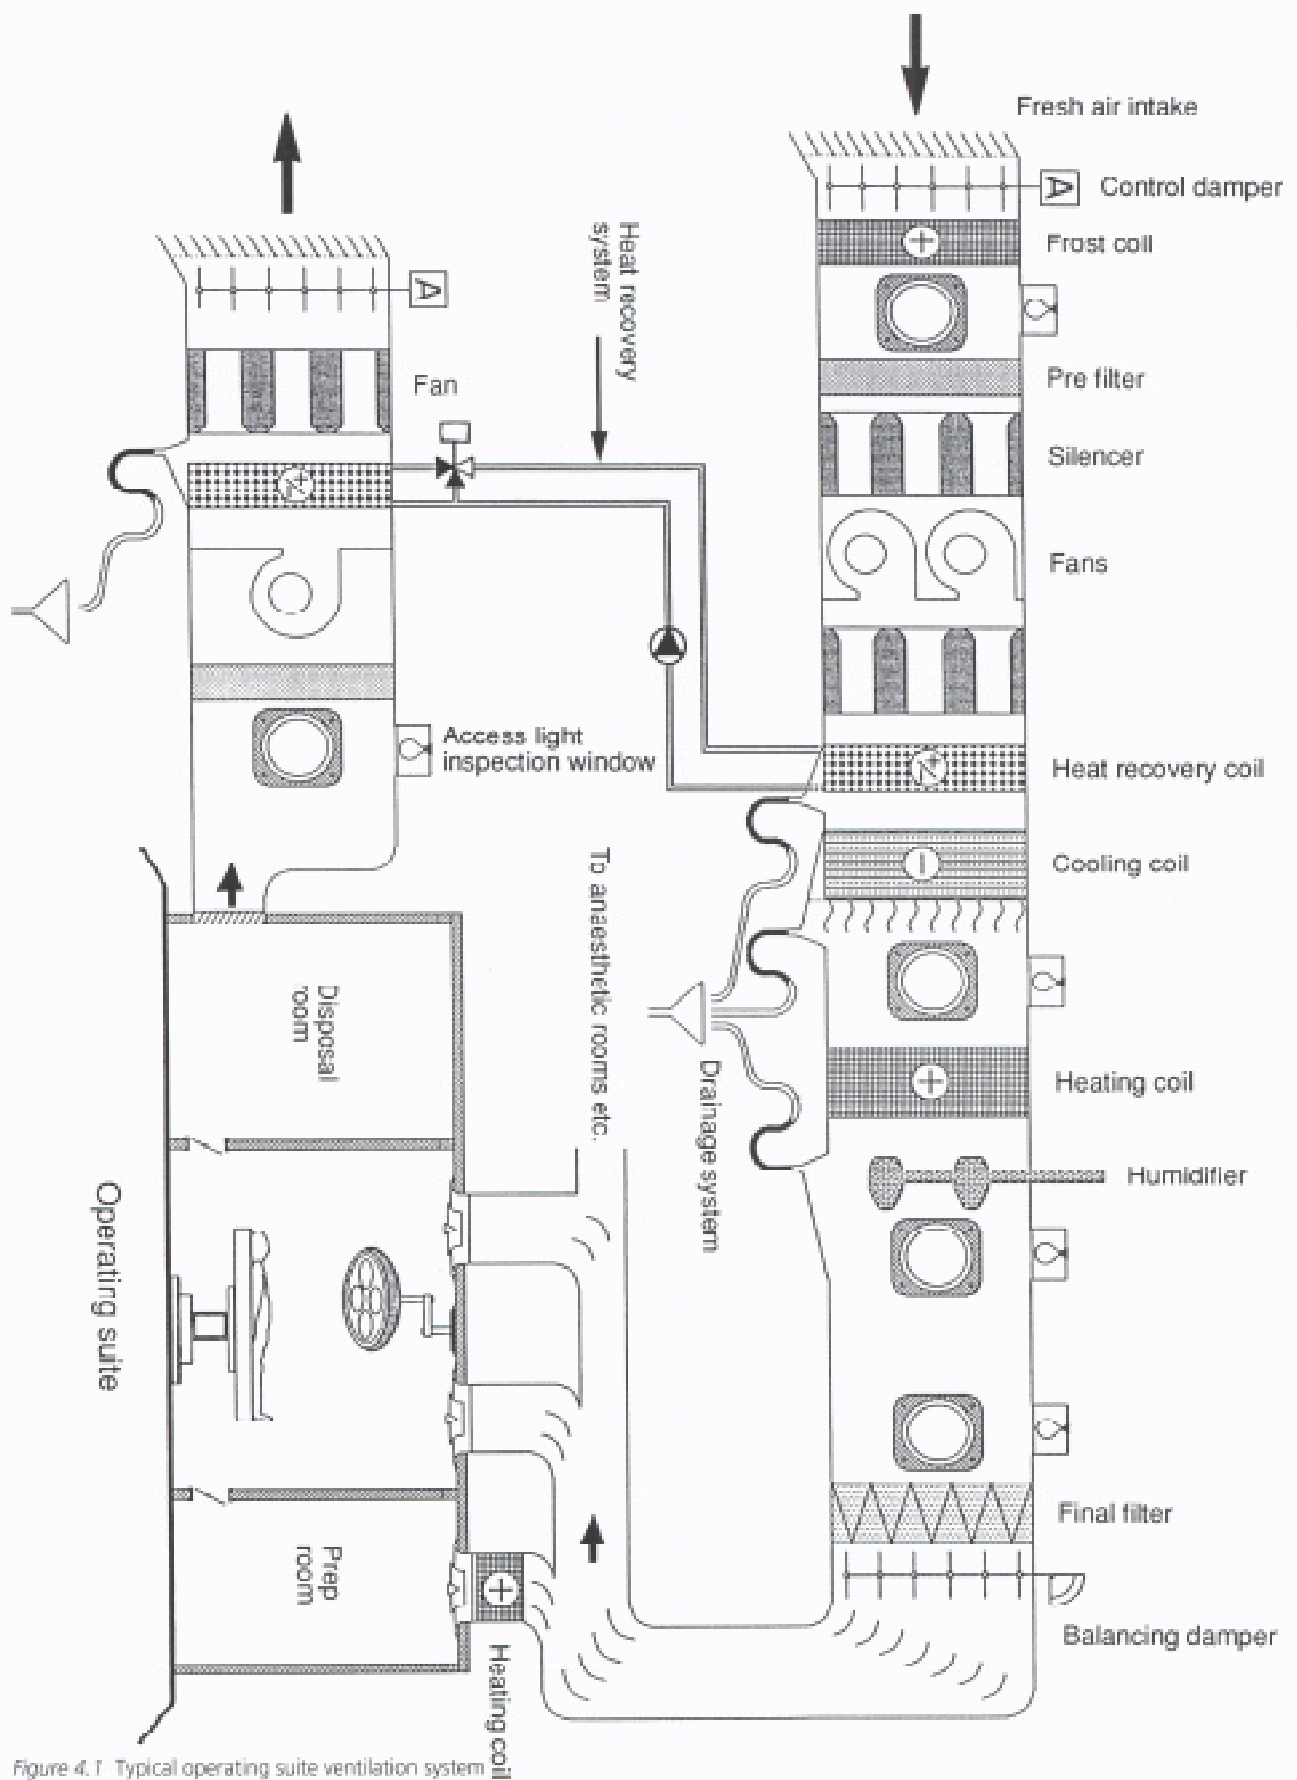 Fresh air intake
A
Control damper
Frost coil
Pre filter
Silencer
Fans
Heat recovery coil
Cooling coil
Heating coil
Humidifier
Final filter
Balancing damper
Heat recovery
system
A
Fan
Access light
inspection window
To anaesthetic rooms etc.
Drainage system
Disposal
room
Operating suite
Prep
room
Heating coil
Figure 4.1 Typical operating suite ventilation system